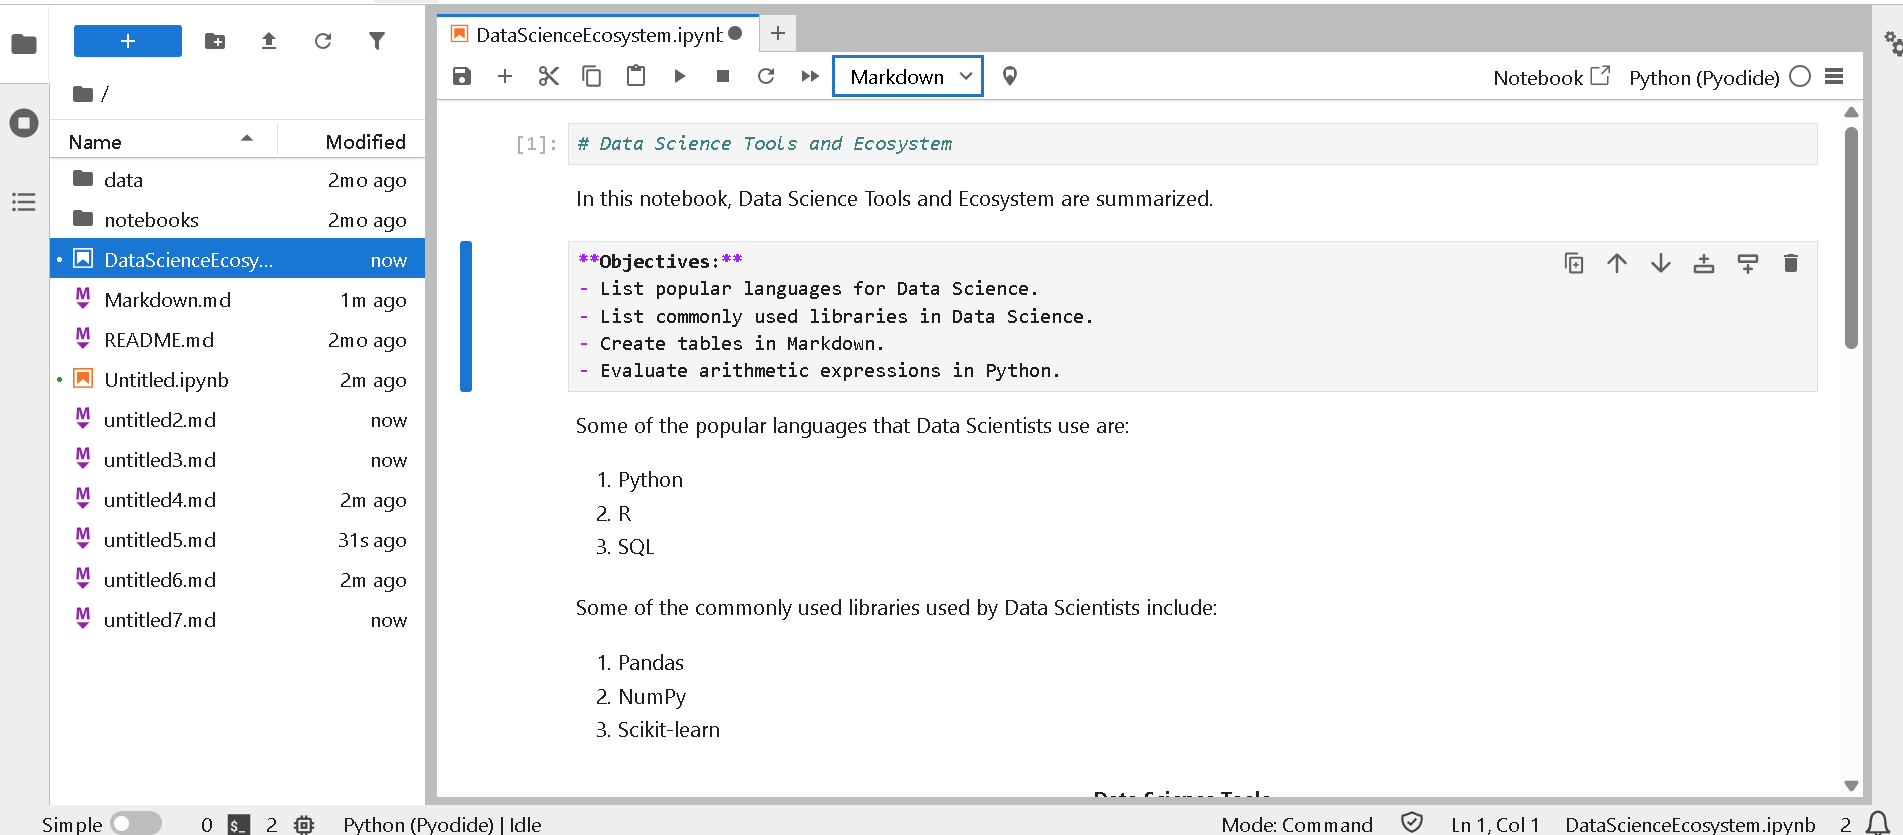 DataScienceEcosystem.ipynb
Markdown
Notebook
Python (Pyodide)
/
Name Modified
data 2mo ago
notebooks 2mo ago
DataScienceEcosy... now
Markdown.md 1m ago
README.md 2mo ago
Untitled.ipynb 2m ago
untitled2.md now
untitled3.md now
untitled4.md 2m ago
untitled5.md 31s ago
untitled6.md 2m ago
untitled7.md now
[1]: # Data Science Tools and Ecosystem
In this notebook, Data Science Tools and Ecosystem are summarized.
**Objectives:**
- List popular languages for Data Science.
- List commonly used libraries in Data Science.
- Create tables in Markdown.
- Evaluate arithmetic expressions in Python.
Some of the popular languages that Data Scientists use are:
1. Python
2. R
3. SQL
Some of the commonly used libraries used by Data Scientists include:
1. Pandas
2. NumPy
3. Scikit-learn
Data Science Tools
Simple 0 $_ 2 Python (Pyodide) | Idle Mode: Command Ln 1, Col 1 DataScienceEcosystem.ipynb 2